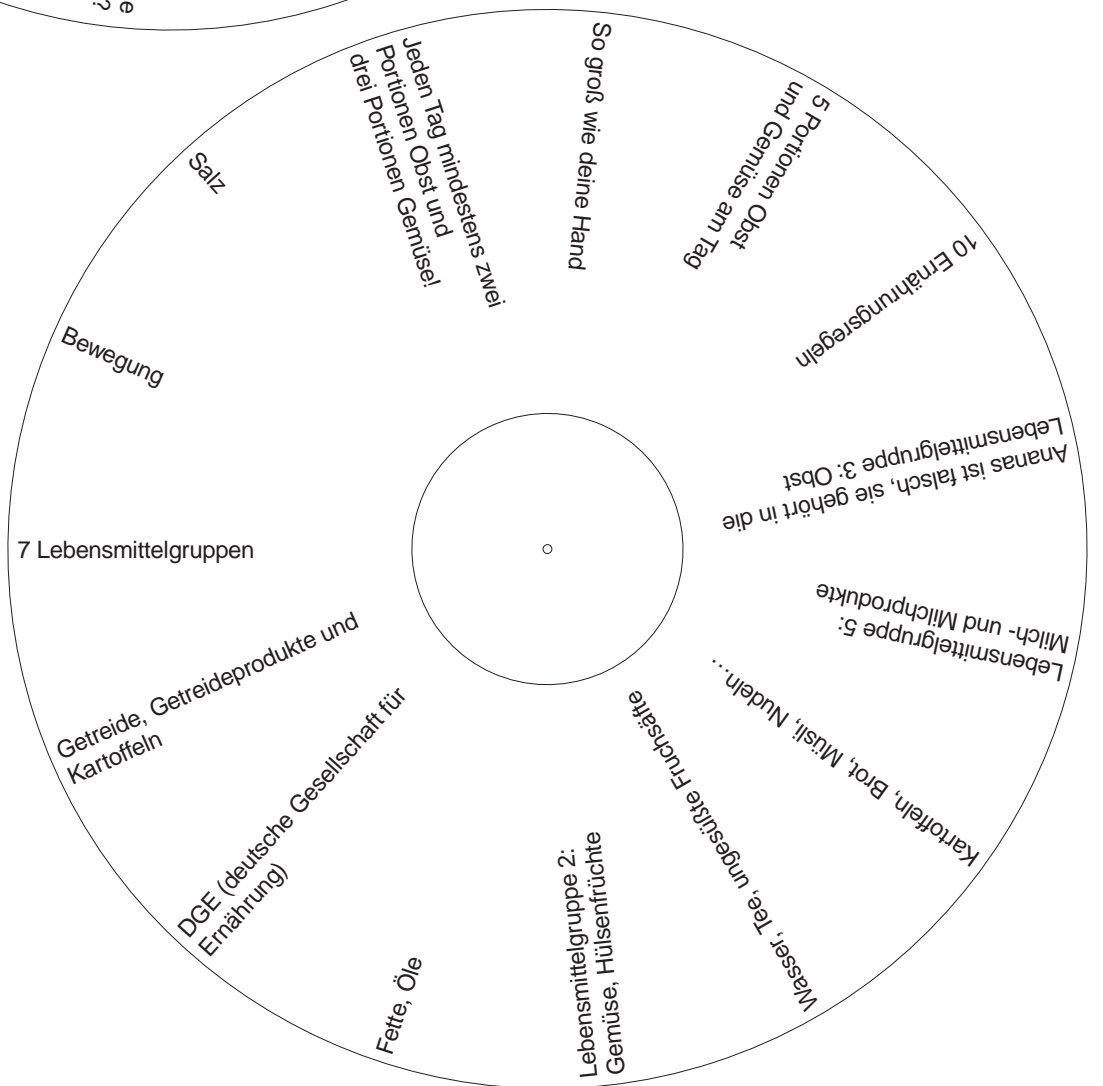 e
?
So groß wie deine Hand
5 Portionen Obst
und Gemüse am Tag
10 Ernährungsregeln
Ananas ist falsch, sie gehört in die
Lebensmittelgruppe 3: Obst
Lebensmittelgruppe 5:
Milch- und Milchprodukte
Kartoffeln, Brot, Müsli, Nudeln…
Wasser, Tee, ungesüßte Fruchsäfte
Lebensmittelgruppe 2:
Gemüse, Hülsenfrüchte
Fette, Öle
DGE (deutsche Gesellschaft für
Ernährung)
Getreide, Getreideprodukte und
Kartoffeln
7 Lebensmittelgruppen
Bewegung
Salz
Jeden Tag mindestens zwei
Portionen Obst und
drei Portionen Gemüse!